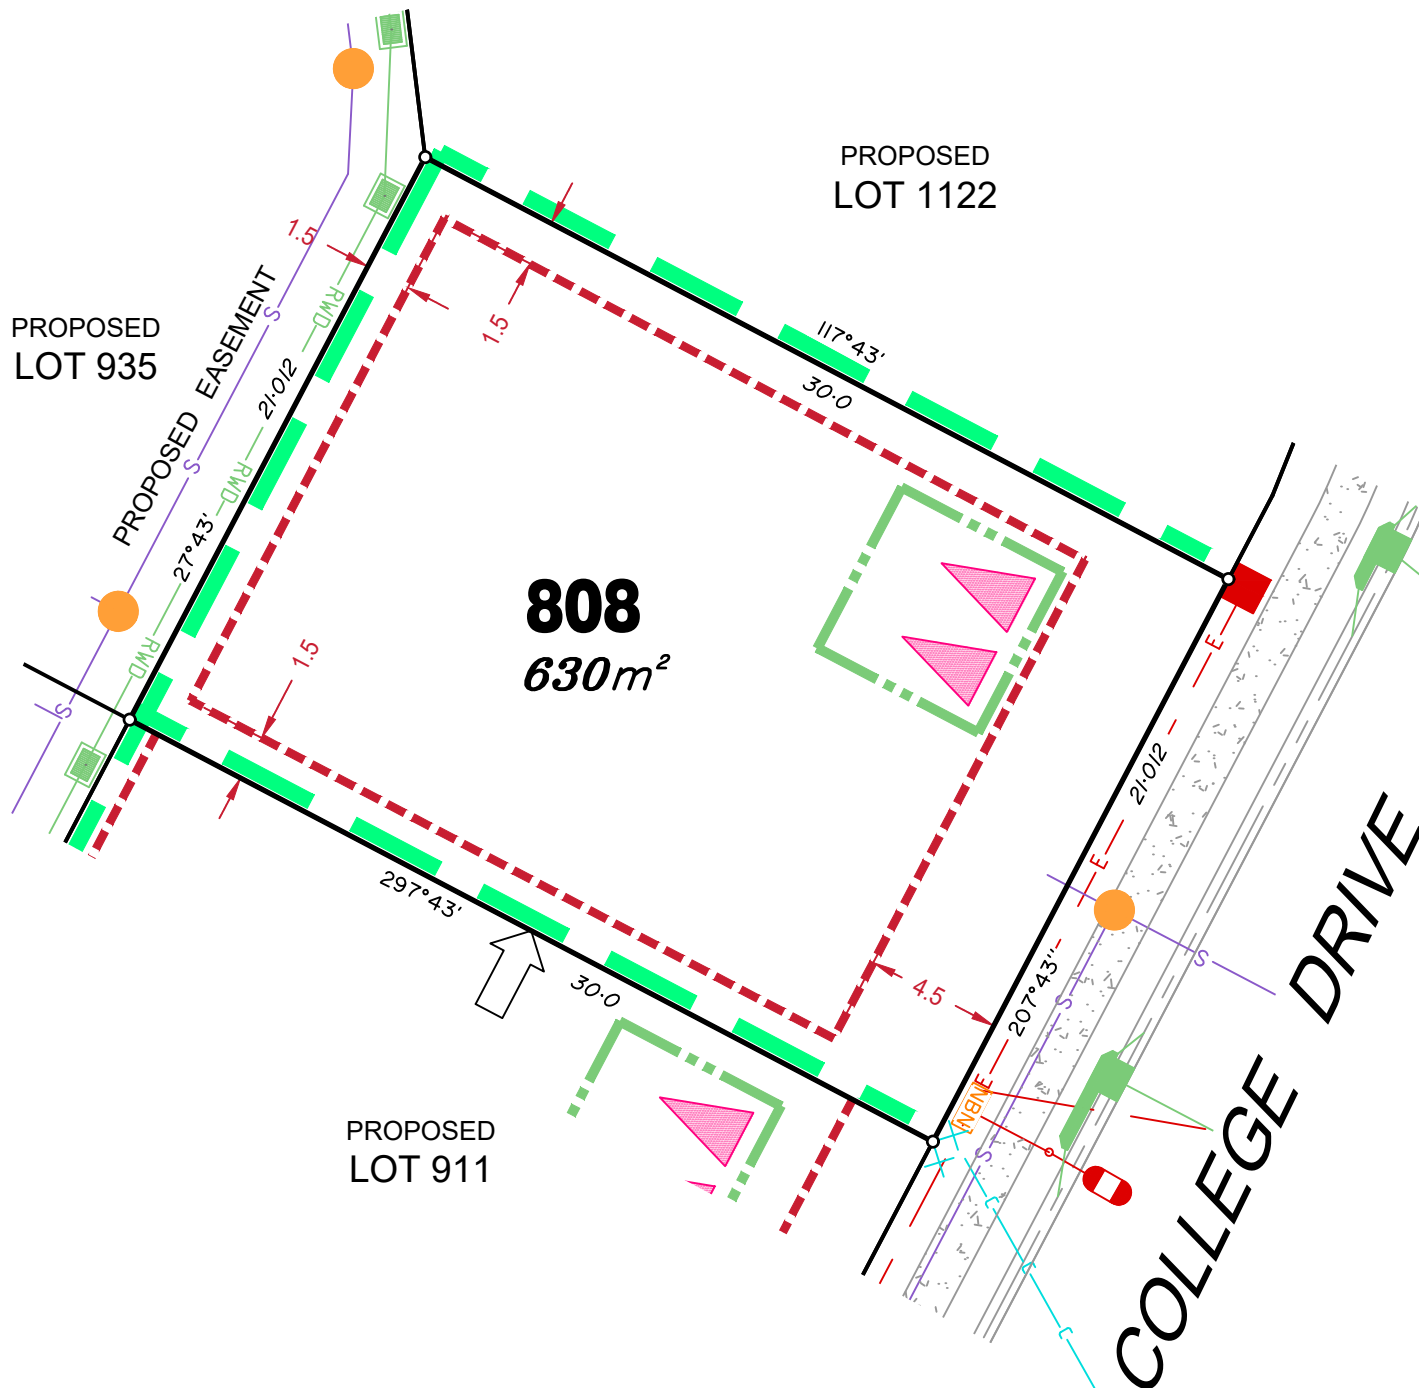 PROPOSED
LOT 1122
1.5
PROPOSED
LOT 935
PROPOSED EASEMENT
S
RWD
1.5
117°43'
30·0
21·012
S
RWD
27°43'
808
630m²
1.5
RWD
S
E
21·012
E
297°43'
30·0
4.5
207°43''
S
S
E
NBN
S
PROPOSED
LOT 911
C
C
C
COLLEGE DRIVE